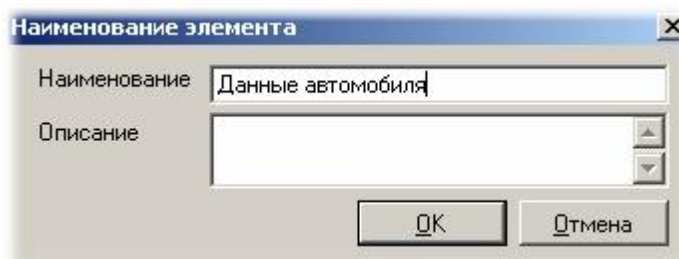 Наименование элемента
Наименование Данные автомобиля
Описание
OK Отмена